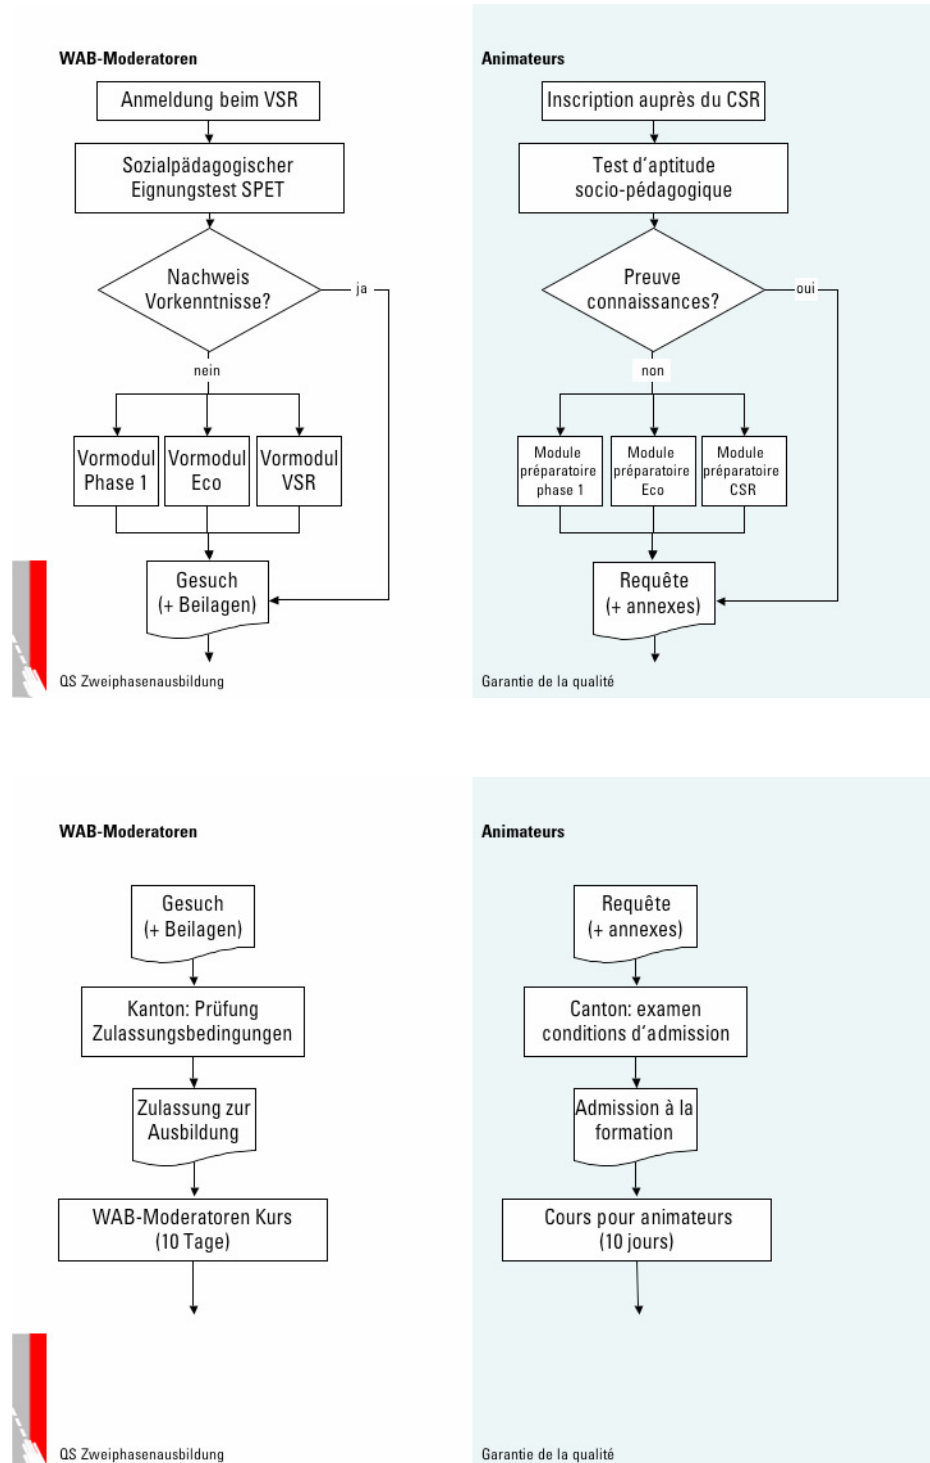 WAB-Moderatoren
Anmeldung beim VSR
Sozialpädagogischer
Eignungstest SPET
Nachweis
Vorkenntnisse?
ja
nein
Vormodul
Phase 1
Vormodul
Eco
Vormodul
VSR
Gesuch
(+ Beilagen)
QS Zweiphasenausbildung
Animateurs
Inscription auprès du CSR
Test d'aptitude
socio-pédagogique
Preuve
connaissances?
oui
non
Module
préparatoire
phase 1
Module
préparatoire
Eco
Module
préparatoire
CSR
Requête
(+ annexes)
Garantie de la qualité
WAB-Moderatoren
Gesuch
(+ Beilagen)
Kanton: Prüfung
Zulassungsbedingungen
Zulassung zur
Ausbildung
WAB-Moderatoren Kurs
(10 Tage)
QS Zweiphasenausbildung
Animateurs
Requête
(+ annexes)
Canton: examen
conditions d'admission
Admission à la
formation
Cours pour animateurs
(10 jours)
Garantie de la qualité